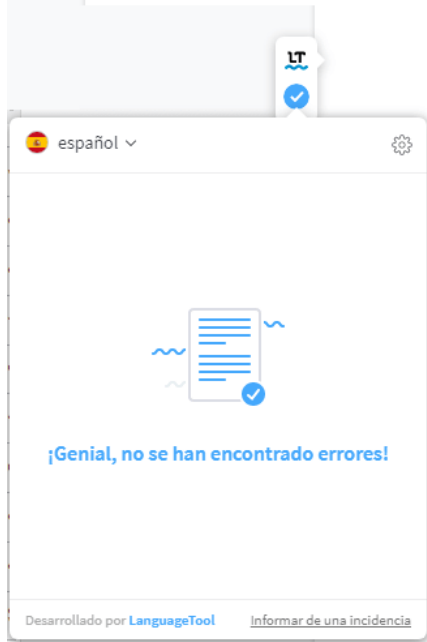 LT
español
¡Genial, no se han encontrado errores!
Desarrollado por LanguageTool Informar de una incidencia